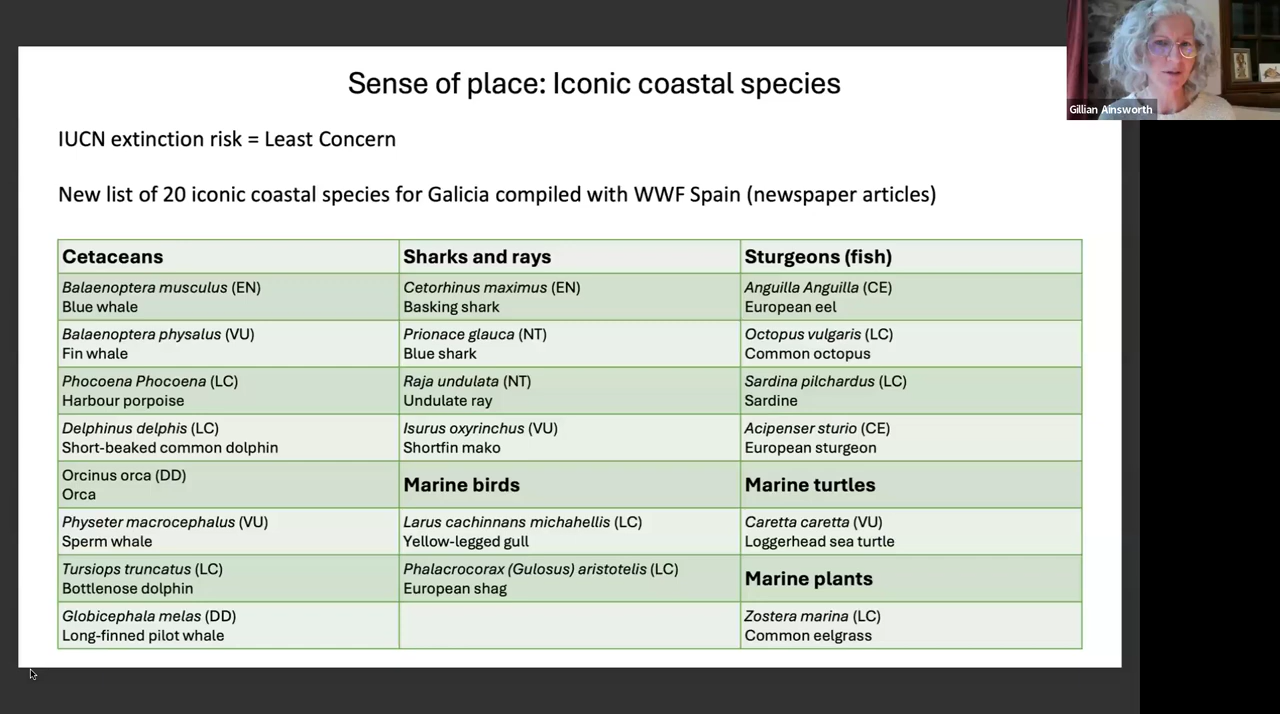 Gillian Ainsworth
Sense of place: Iconic coastal species
IUCN extinction risk = Least Concern
New list of 20 iconic coastal species for Galicia compiled with WWF Spain (newspaper articles)
Cetaceans
Sharks and rays
Sturgeons (fish)
Balaenoptera musculus (EN)
Blue whale
Cetorhinus maximus (EN)
Basking shark
Anguilla Anguilla (CE)
European eel
Balaenoptera physalus (VU)
Fin whale
Prionace glauca (NT)
Blue shark
Octopus vulgaris (LC)
Common octopus
Phocoena Phocoena (LC)
Harbour porpoise
Raja undulata (NT)
Undulate ray
Sardina pilchardus (LC)
Sardine
Delphinus delphis (LC)
Short-beaked common dolphin
Isurus oxyrinchus (VU)
Shortfin mako
Acipenser sturio (CE)
European sturgeon
Orcinus orca (DD)
Orca
Marine birds
Marine turtles
Physeter macrocephalus (VU)
Sperm whale
Larus cachinnans michahellis (LC)
Yellow-legged gull
Caretta caretta (VU)
Loggerhead sea turtle
Tursiops truncatus (LC)
Bottlenose dolphin
Phalacrocorax (Gulosus) aristotelis (LC)
European shag
Marine plants
Globicephala melas (DD)
Long-finned pilot whale
Zostera marina (LC)
Common eelgrass